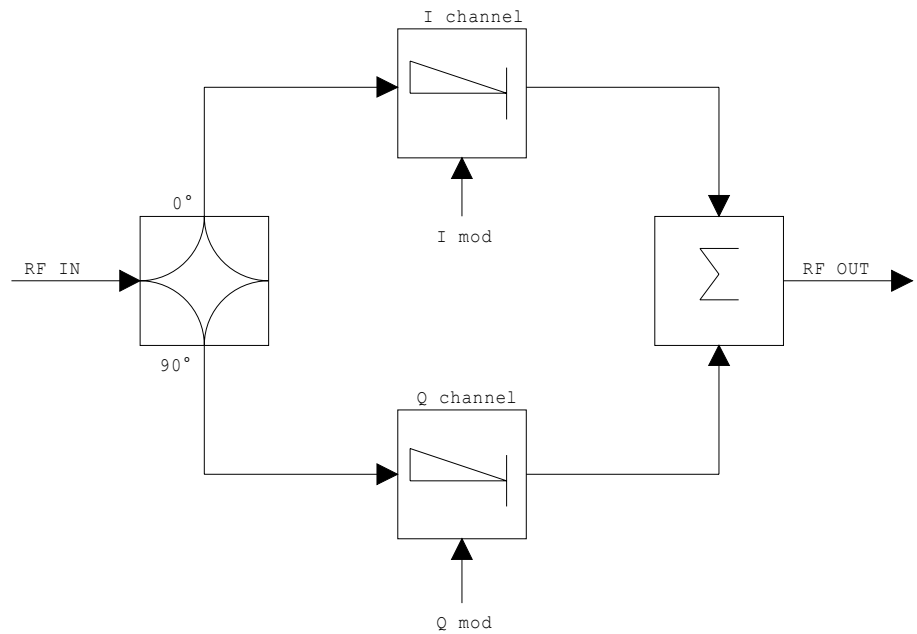 I channel
0°
I mod
RF IN
Σ
RF OUT
90°
Q channel
Q mod